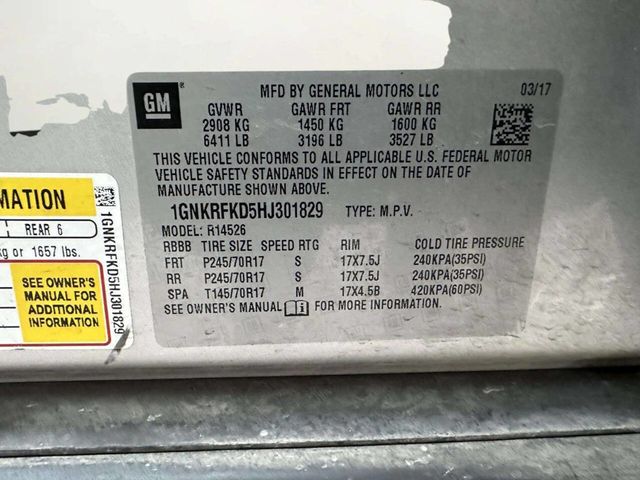 MFD BY GENERAL MOTORS LLC 03/17
GM ®
GVWR GAWR FRT GAWR RR
2908 KG 1450 KG 1600 KG
6411 LB 3196 LB 3527 LB
THIS VEHICLE CONFORMS TO ALL APPLICABLE U.S. FEDERAL MOTOR
VEHICLE SAFETY STANDARDS IN EFFECT ON THE DATE OF
MANUFACTURE SHOWN ABOVE.
1GNKRFKD5HJ301829 TYPE: M.P.V.
MODEL: R14526
RBBB TIRE SIZE SPEED RTG RIM COLD TIRE PRESSURE
FRT P245/70R17 S 17X7.5J 240KPA(35PSI)
RR P245/70R17 S 17X7.5J 240KPA(35PSI)
SPA T145/70R17 M 17X4.5B 420KPA(60PSI)
SEE OWNER'S MANUAL i FOR MORE INFORMATION.
MATION
REAR 6
kg or 1657 lbs.
SEE OWNER'S
MANUAL FOR
ADDITIONAL
INFORMATION
1GNKRFKD5HJ301829